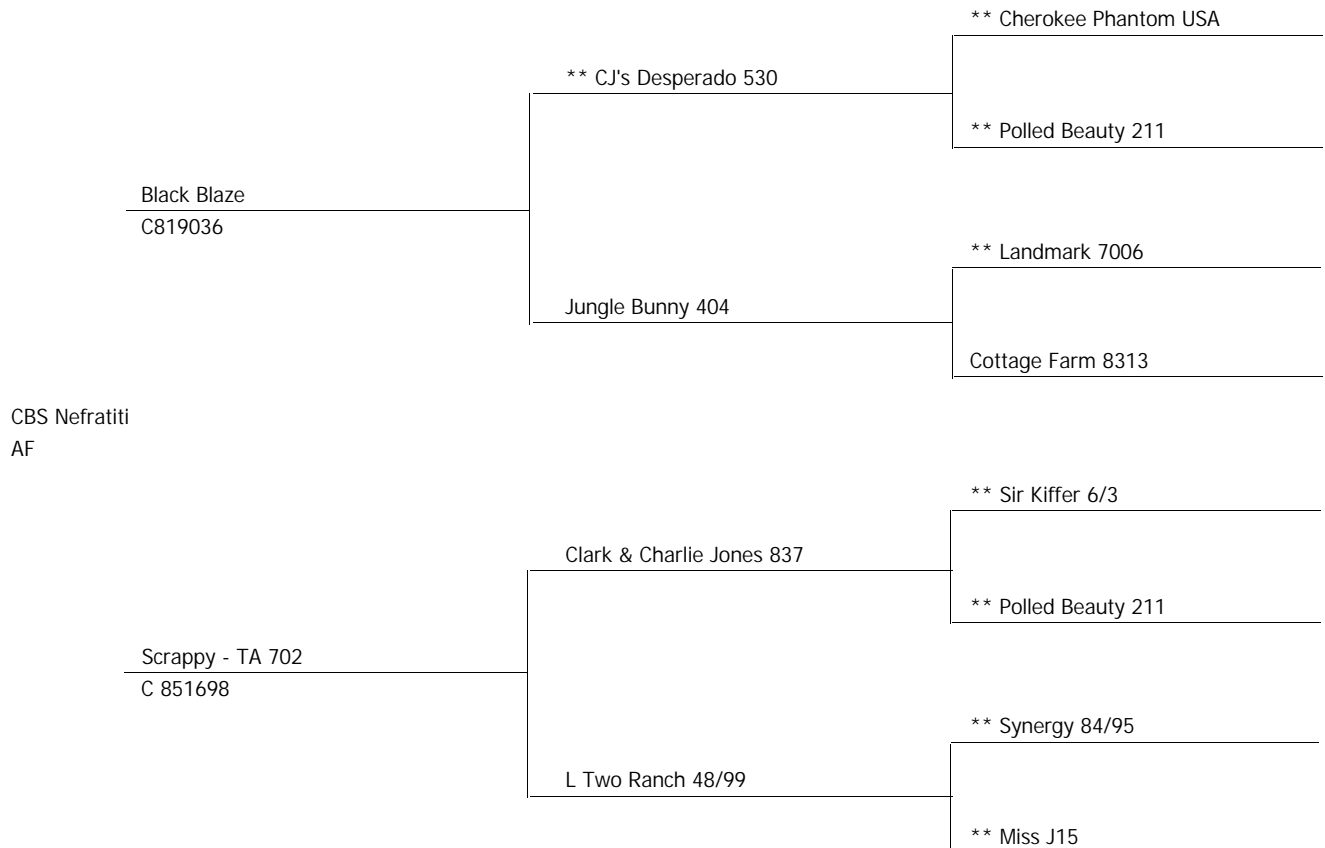 ** Cherokee Phantom USA
** CJ's Desperado 530
** Polled Beauty 211
Black Blaze
C819036
** Landmark 7006
Jungle Bunny 404
Cottage Farm 8313
CBS Nefratiti
AF
** Sir Kiffer 6/3
Clark & Charlie Jones 837
** Polled Beauty 211
Scrappy - TA 702
C 851698
** Synergy 84/95
L Two Ranch 48/99
** Miss J15